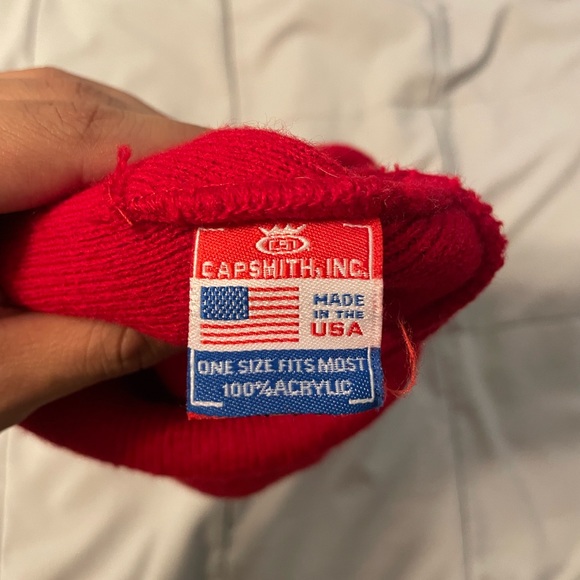 CAPSMITH, INC.
MADE
IN THE
USA
ONE SIZE FITS MOST
100% ACRYLIC